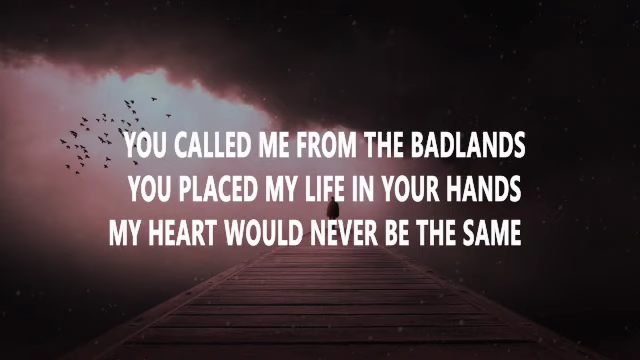 YOU CALLED ME FROM THE BADLANDS
YOU PLACED MY LIFE IN YOUR HANDS
MY HEART WOULD NEVER BE THE SAME